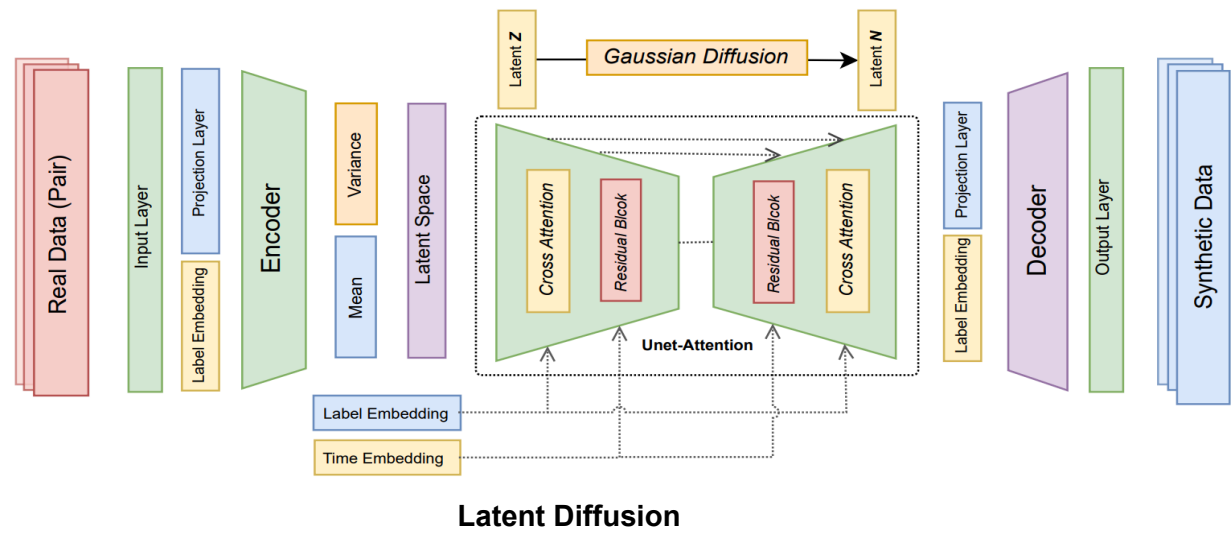 Real Data (Pair)
Input Layer
Projection Layer
Label Embedding
Encoder
Variance
Mean
Latent Space
Latent Z
Gaussian Diffusion
Latent N
Cross Attention
Residual Blcok
Residual Blcok
Cross Attention
Unet-Attention
Label Embedding
Time Embedding
Projection Layer
Label Embedding
Decoder
Output Layer
Synthetic Data
Latent Diffusion